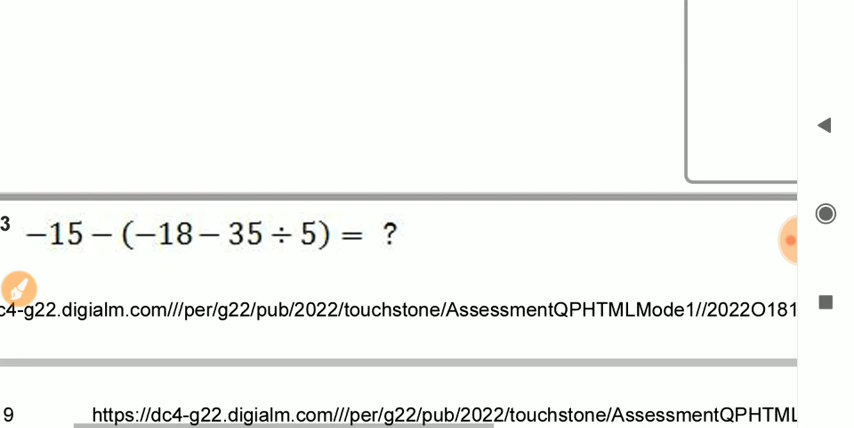 3 −15 − (−18 − 35 ÷ 5) = ?
c4-g22.digialm.com///per/g22/pub/2022/touchstone/AssessmentQPHTMLMode1//2022O181
9 https://dc4-g22.digialm.com///per/g22/pub/2022/touchstone/AssessmentQPHTML